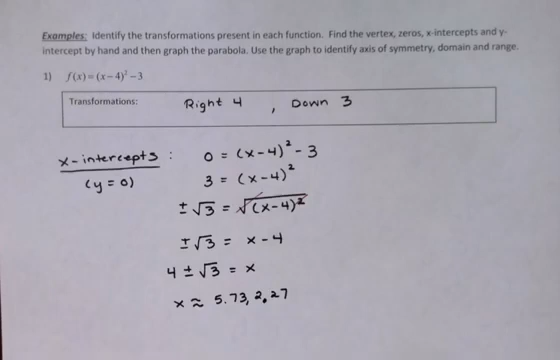 Examples: Identify the transformations present in each function. Find the vertex, zeros, x-intercepts and y-
intercept by hand and then graph the parabola. Use the graph to identify axis of symmetry, domain and range.
1) f(x)=(x−4)²−3
Transformations: Right 4 , Down 3
x-intercepts : 0 = (x-4)² - 3
(y=0) 3 = (x-4)²
±√3 = √(x-4)²
±√3 = x-4
4 ± √3 = x
x ≈ 5.73, 2.27